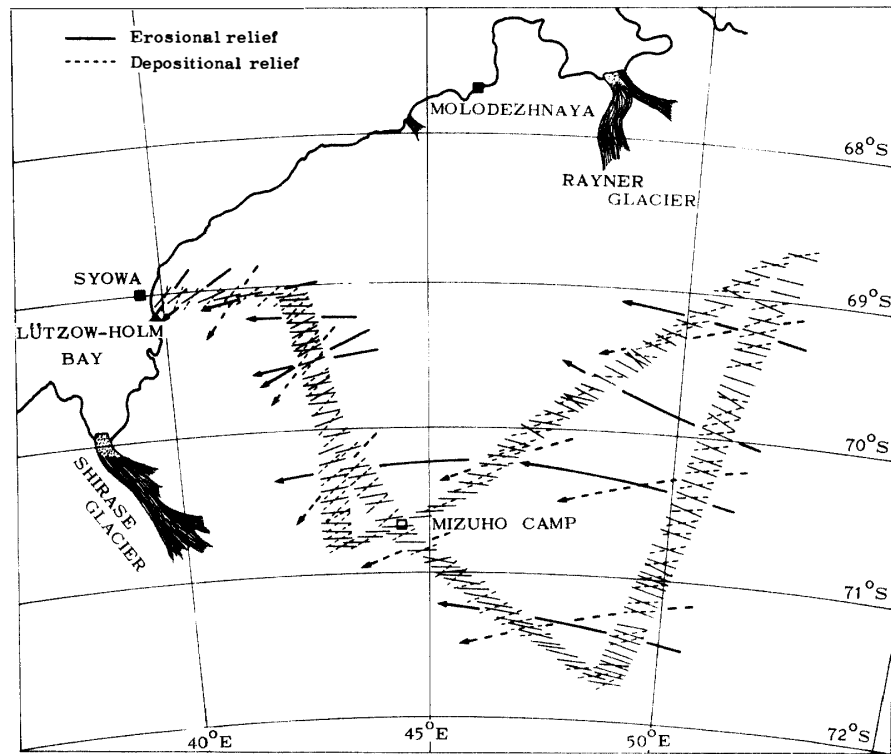 Erosional relief
Depositional relief
MOLODEZHNAYA
68°S
RAYNER
GLACIER
SYOWA
69°S
LÜTZOW-HOLM
BAY
70°S
SHIRASE
GLACIER
MIZUHO CAMP
71°S
40°E
45°E
50°E
72°S